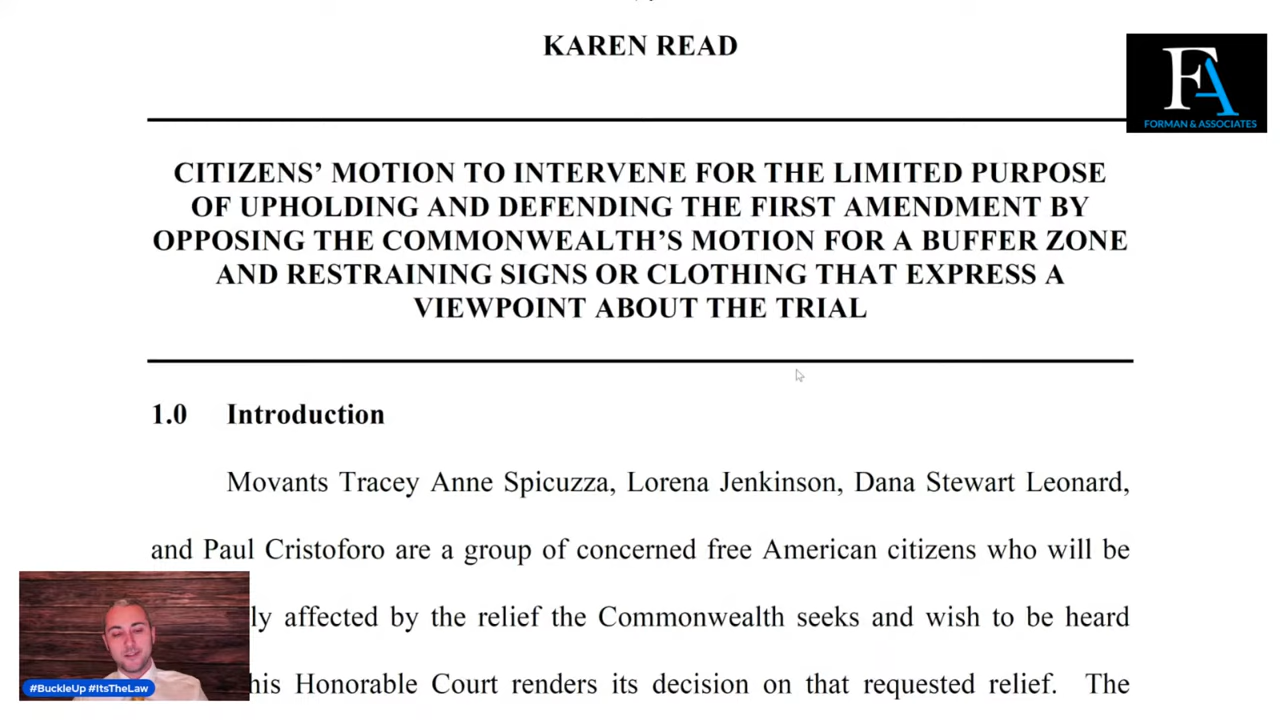 KAREN READ
FA
FORMAN & ASSOCIATES
CITIZENS’ MOTION TO INTERVENE FOR THE LIMITED PURPOSE
OF UPHOLDING AND DEFENDING THE FIRST AMENDMENT BY
OPPOSING THE COMMONWEALTH’S MOTION FOR A BUFFER ZONE
AND RESTRAINING SIGNS OR CLOTHING THAT EXPRESS A
VIEWPOINT ABOUT THE TRIAL
1.0 Introduction
Movants Tracey Anne Spicuzza, Lorena Jenkinson, Dana Stewart Leonard,
and Paul Cristoforo are a group of concerned free American citizens who will be
affected by the relief the Commonwealth seeks and wish to be heard
Honorable Court renders its decision on that requested relief. The
#BuckleUp #ItsTheLaw